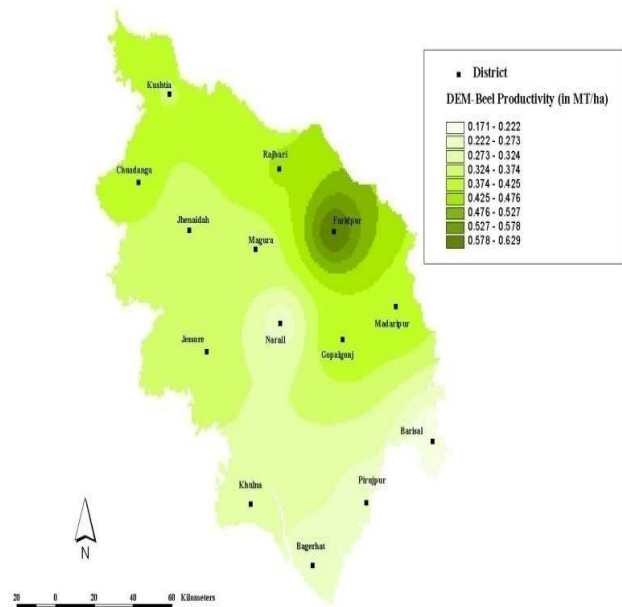 District
DEM-Beel Productivity (in MT/ha)
0.171 - 0.222
0.222 - 0.273
0.273 - 0.324
0.324 - 0.374
0.374 - 0.425
0.425 - 0.476
0.476 - 0.527
0.527 - 0.578
0.578 - 0.629
Kushtia
Rajbari
Chuadanga
Jhenaidah
Faridpur
Magura
Madaripur
Jessore
Narail
Gopalgunj
Barisal
Khulna
Pirujpur
Bagerhat
N
20 0 20 40 60 Kilometers